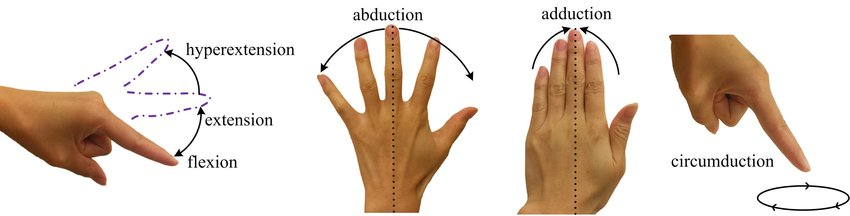 hyperextension
extension
flexion
abduction
adduction
circumduction